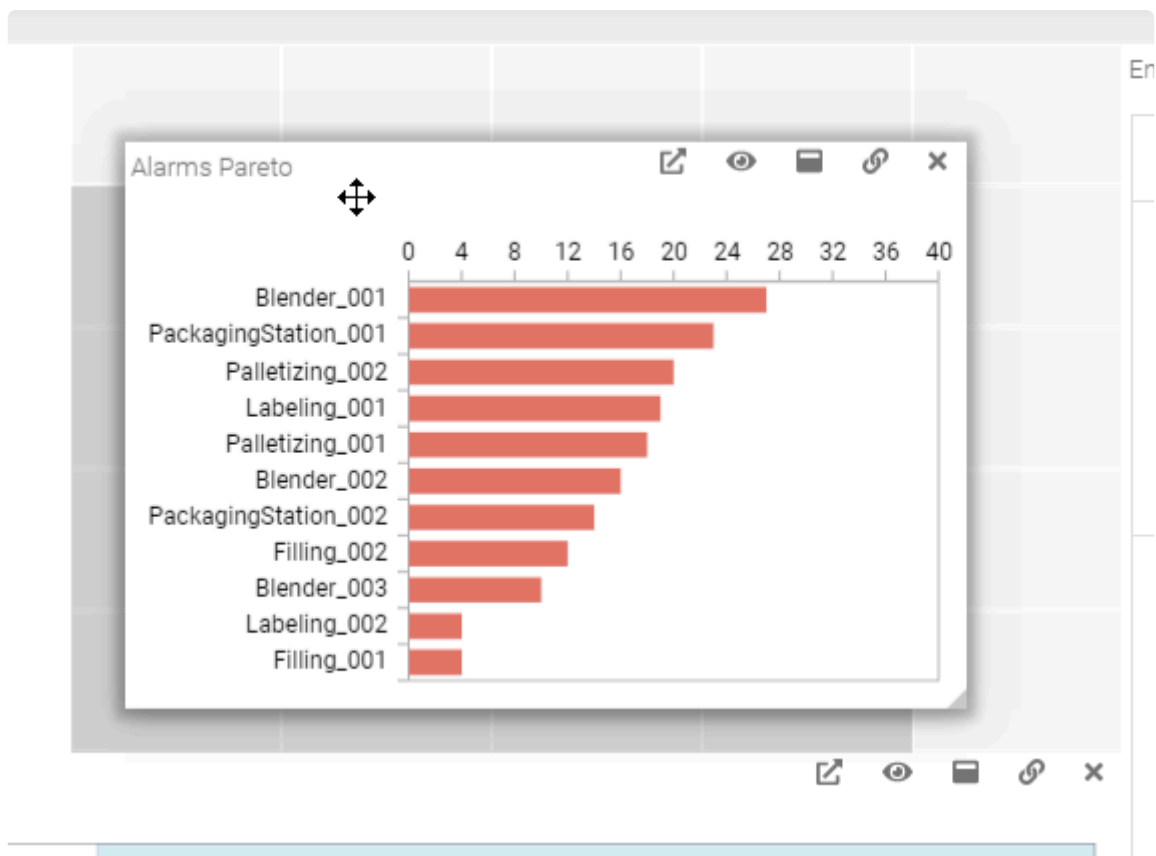 En
Alarms Pareto
0 4 8 12 16 20 24 28 32 36 40
Blender_001
PackagingStation_001
Palletizing_002
Labeling_001
Palletizing_001
Blender_002
PackagingStation_002
Filling_002
Blender_003
Labeling_002
Filling_001